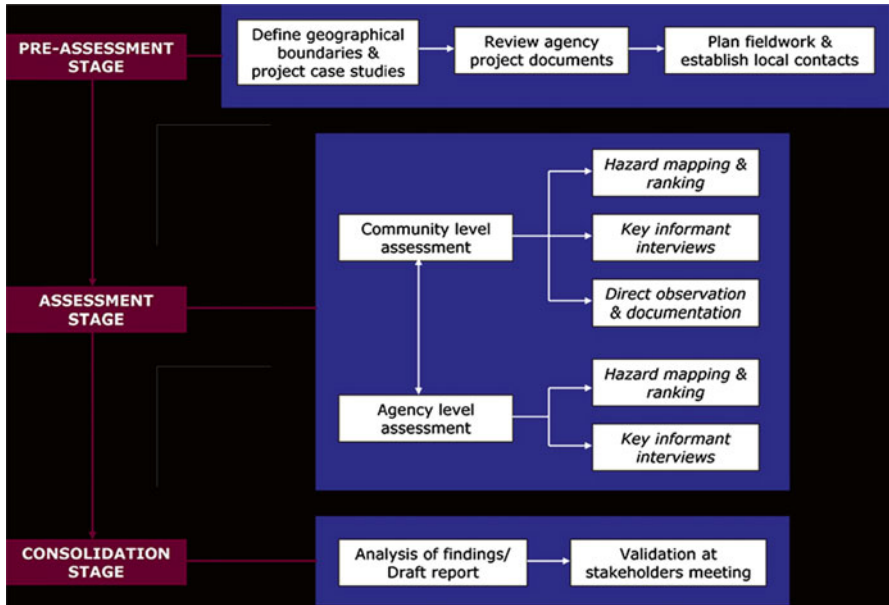 PRE-ASSESSMENT
STAGE
Define geographical
boundaries &
project case studies
Review agency
project documents
Plan fieldwork &
establish local contacts
ASSESSMENT
STAGE
Community level
assessment
Hazard mapping &
ranking
Key informant
interviews
Direct observation
& documentation
Agency level
assessment
Hazard mapping &
ranking
Key informant
interviews
CONSOLIDATION
STAGE
Analysis of findings/
Draft report
Validation at
stakeholders meeting